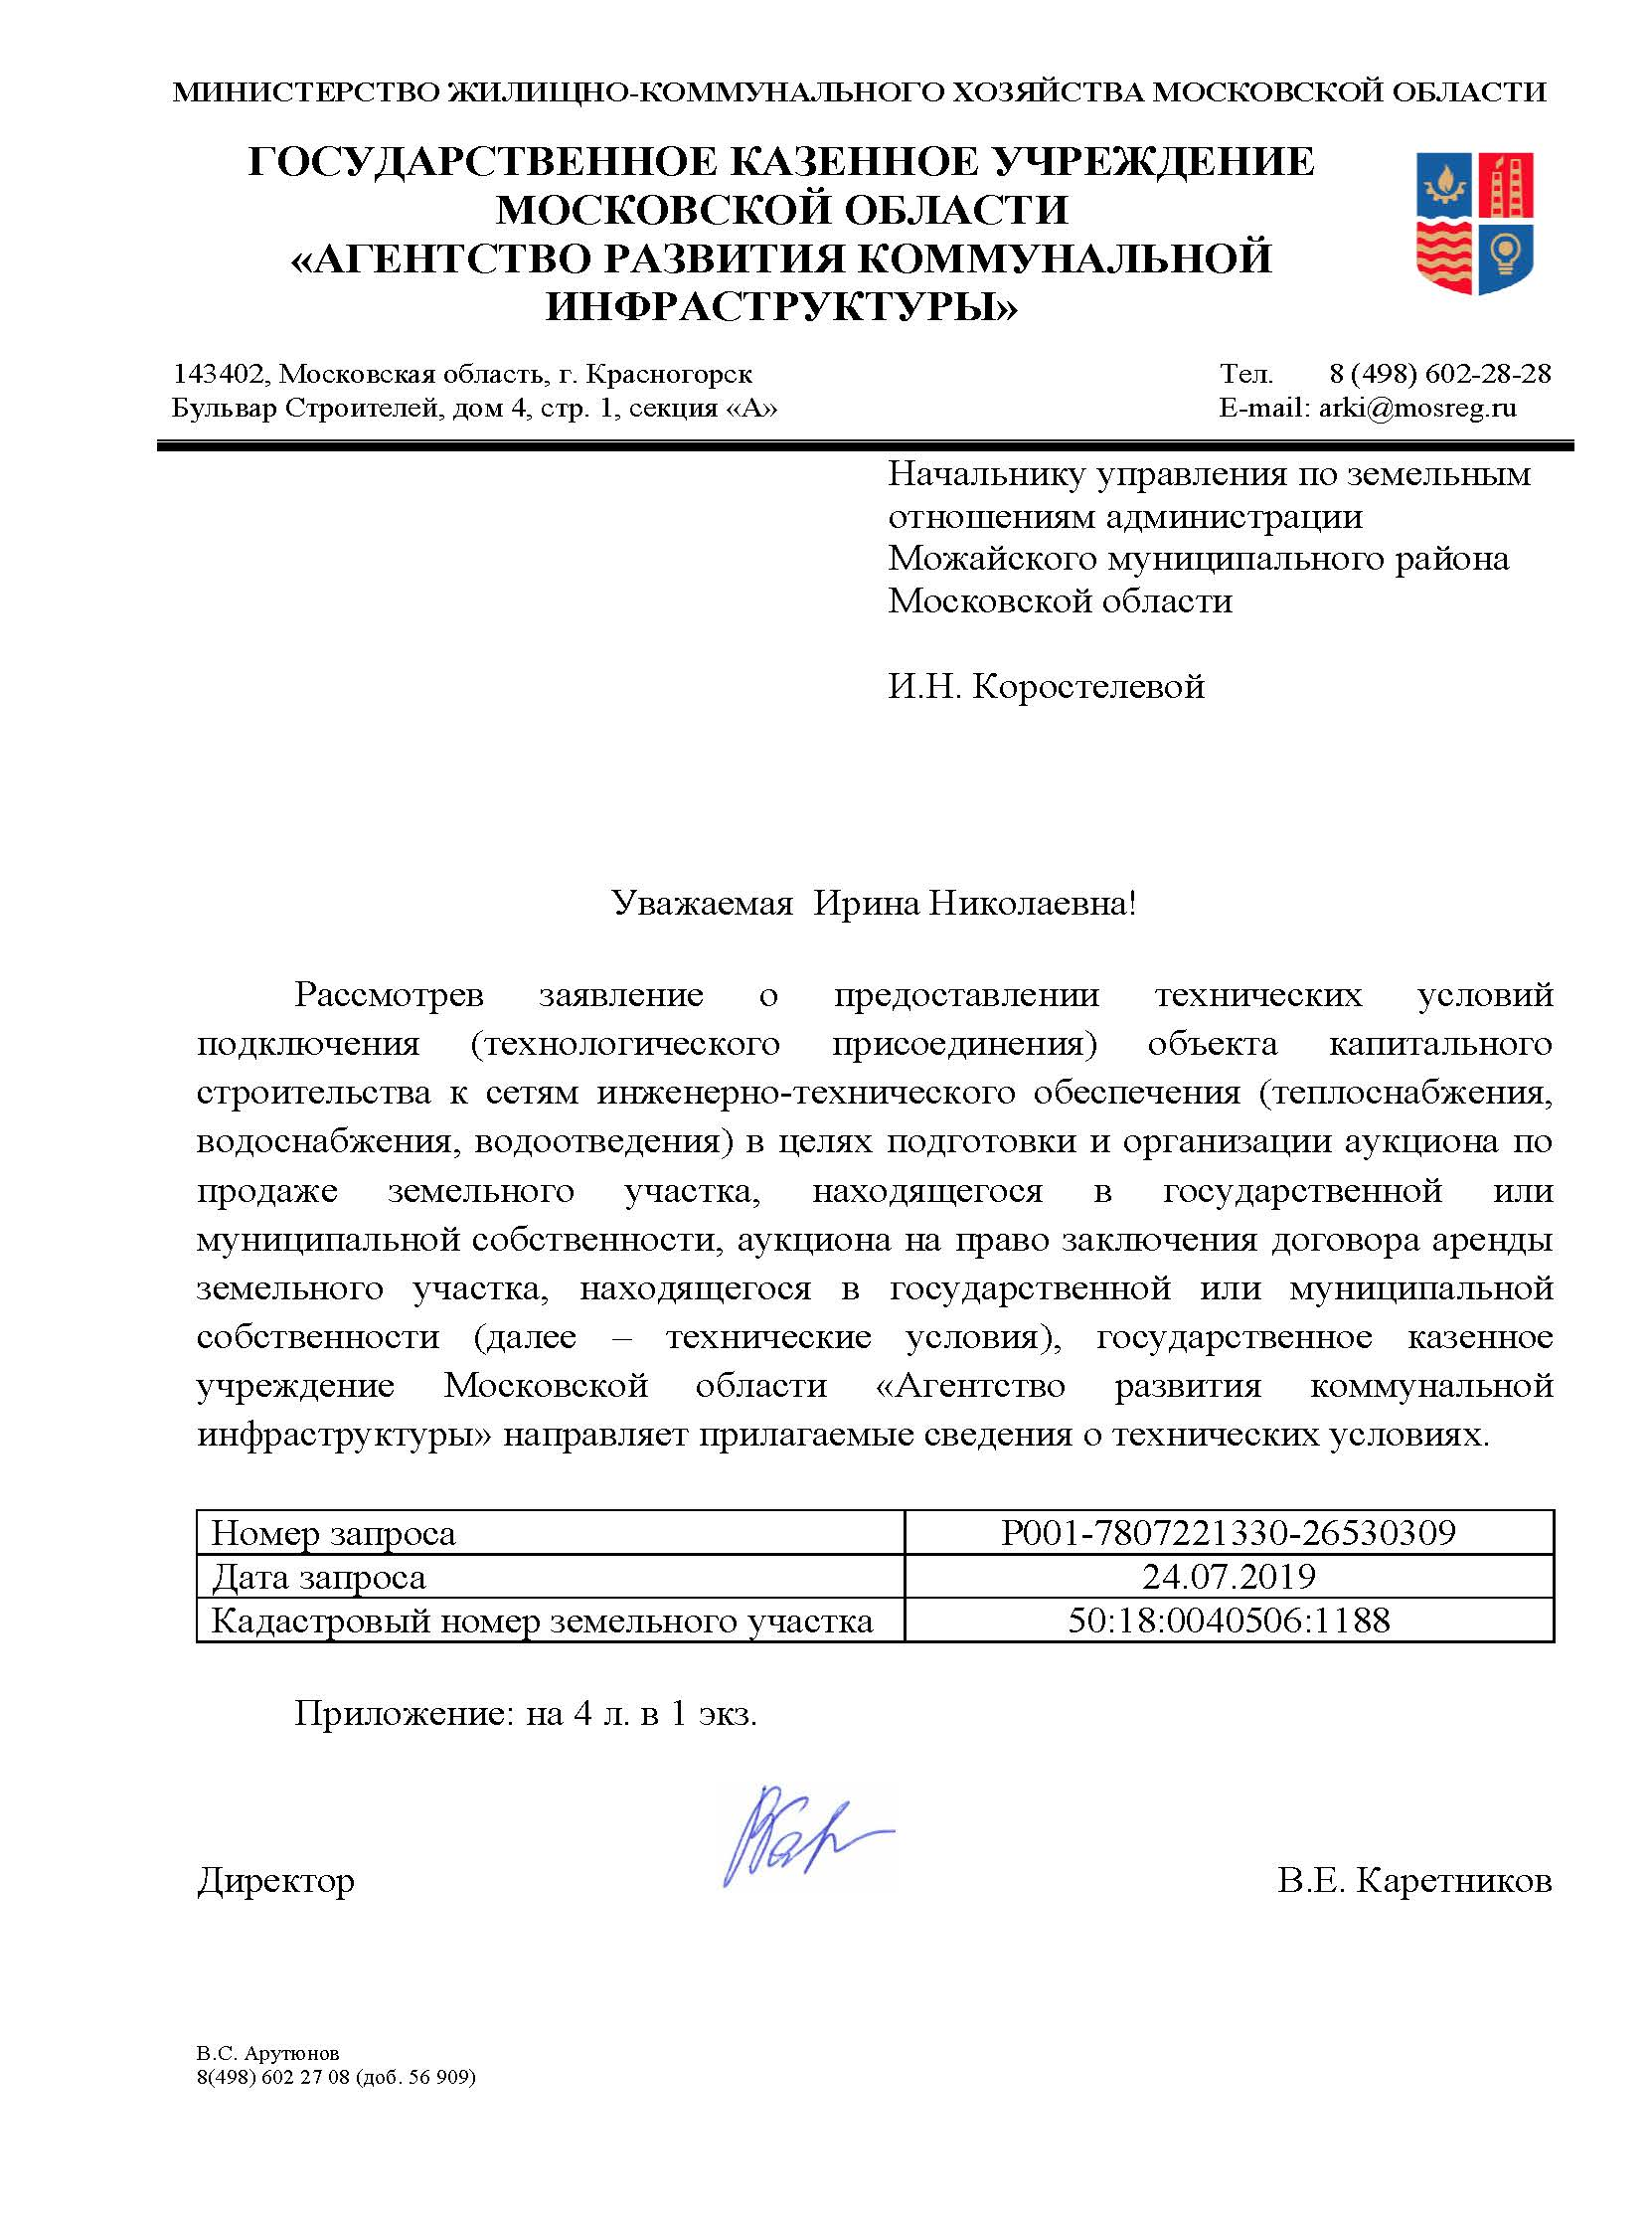 МИНИСТЕРСТВО ЖИЛИЩНО-КОММУНАЛЬНОГО ХОЗЯЙСТВА МОСКОВСКОЙ ОБЛАСТИ
ГОСУДАРСТВЕННОЕ КАЗЕННОЕ УЧРЕЖДЕНИЕ
МОСКОВСКОЙ ОБЛАСТИ
«АГЕНТСТВО РАЗВИТИЯ КОММУНАЛЬНОЙ
ИНФРАСТРУКТУРЫ»
143402, Московская область, г. Красногорск
Бульвар Строителей, дом 4, стр. 1, секция «А»
Тел. 8 (498) 602-28-28
E-mail: arki@mosreg.ru
Начальнику управления по земельным
отношениям администрации
Можайского муниципального района
Московской области
И.Н. Коростелевой
Уважаемая Ирина Николаевна!
Рассмотрев заявление о предоставлении технических условий
подключения (технологического присоединения) объекта капитального
строительства к сетям инженерно-технического обеспечения (теплоснабжения,
водоснабжения, водоотведения) в целях подготовки и организации аукциона по
продаже земельного участка, находящегося в государственной или
муниципальной собственности, аукциона на право заключения договора аренды
земельного участка, находящегося в государственной или муниципальной
собственности (далее – технические условия), государственное казенное
учреждение Московской области «Агентство развития коммунальной
инфраструктуры» направляет прилагаемые сведения о технических условиях.
Номер запроса P001-7807221330-26530309
Дата запроса 24.07.2019
Кадастровый номер земельного участка 50:18:0040506:1188
Приложение: на 4 л. в 1 экз.
Директор В.Е. Каретников
В.С. Арутюнов
8(498) 602 27 08 (доб. 56 909)